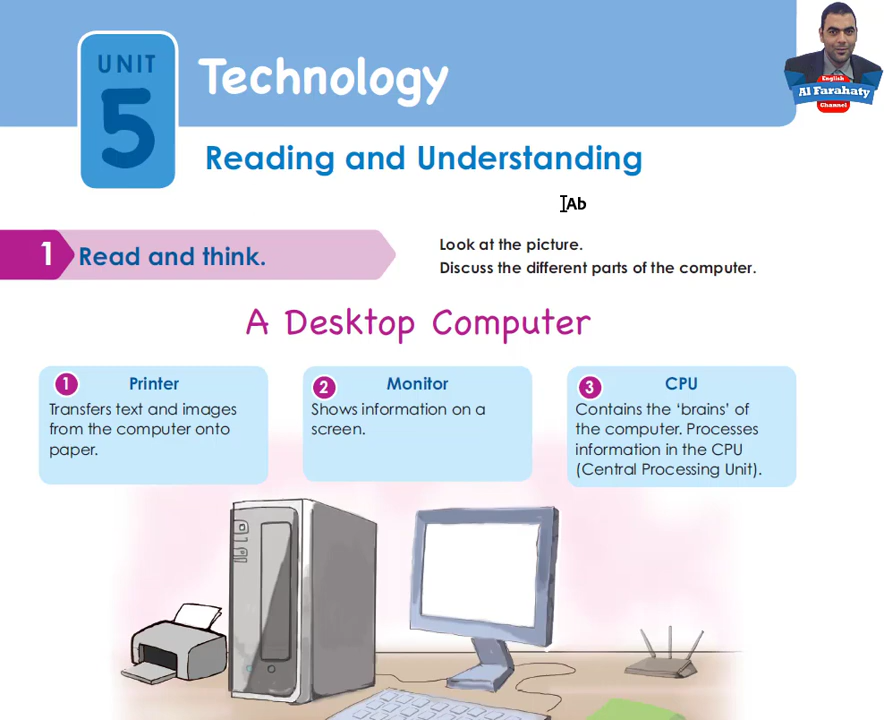 UNIT
5
Technology
English
Al Farahaty
Channel
Reading and Understanding
Ab
1 Read and think.
Look at the picture.
Discuss the different parts of the computer.
A Desktop Computer
1 Printer
Transfers text and images
from the computer onto
paper.
2 Monitor
Shows information on a
screen.
3 CPU
Contains the ‘brains’ of
the computer. Processes
information in the CPU
(Central Processing Unit).